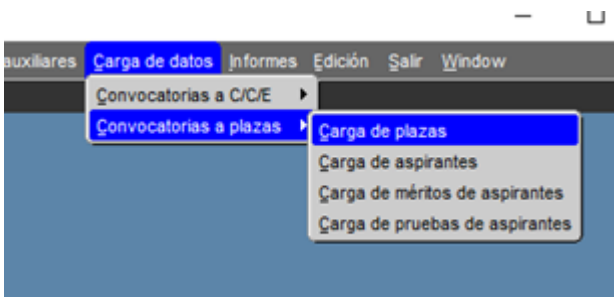 auxiliares Carga de datos Informes Edición Salir Window
Convocatorias a C/C/E
Convocatorias a plazas Carga de plazas
Carga de aspirantes
Carga de méritos de aspirantes
Carga de pruebas de aspirantes